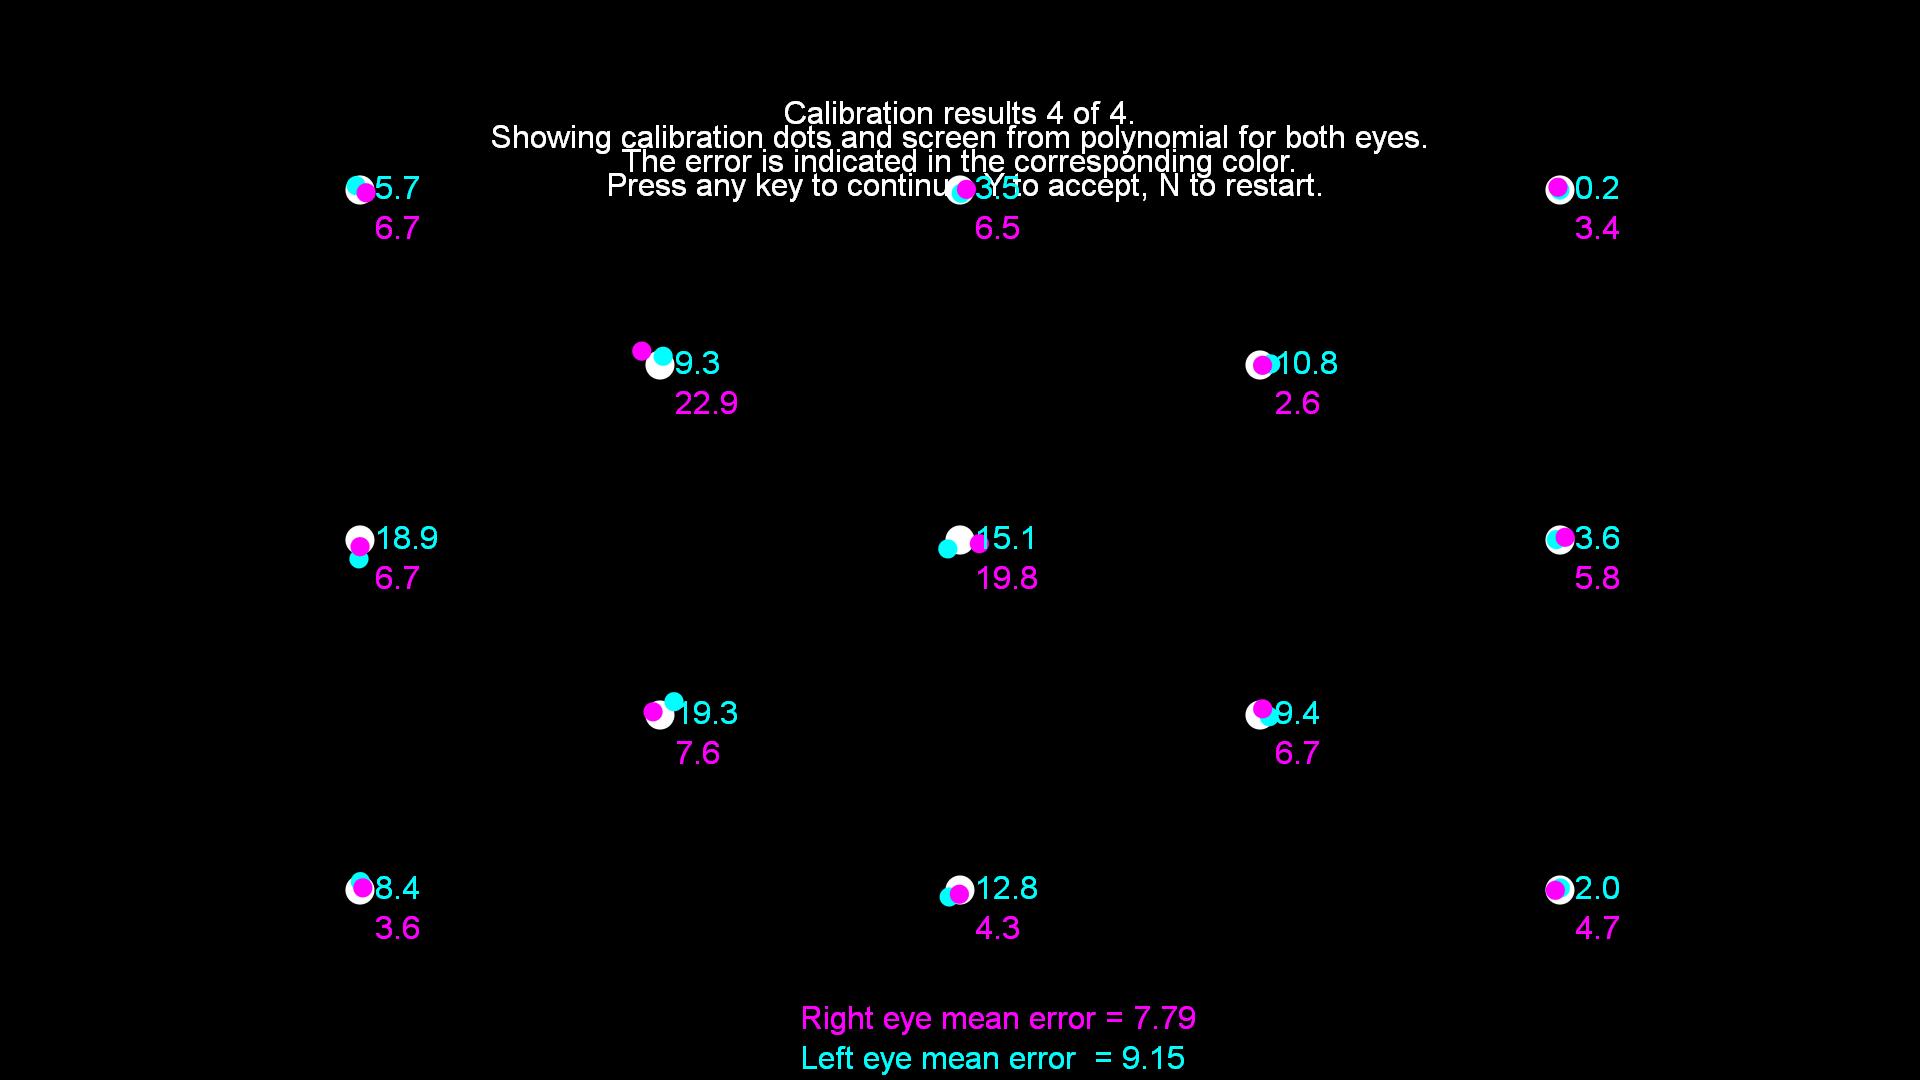 Calibration results 4 of 4.
Showing calibration dots and screen from polynomial for both eyes.
The error is indicated in the corresponding color.
Press any key to continu Y to accept, N to restart.
5.7 3.5 0.2
6.7 6.5 3.4
9.3 10.8
22.9 2.6
18.9 15.1 3.6
6.7 19.8 5.8
19.3 9.4
7.6 6.7
8.4 12.8 2.0
3.6 4.3 4.7
Right eye mean error = 7.79
Left eye mean error = 9.15